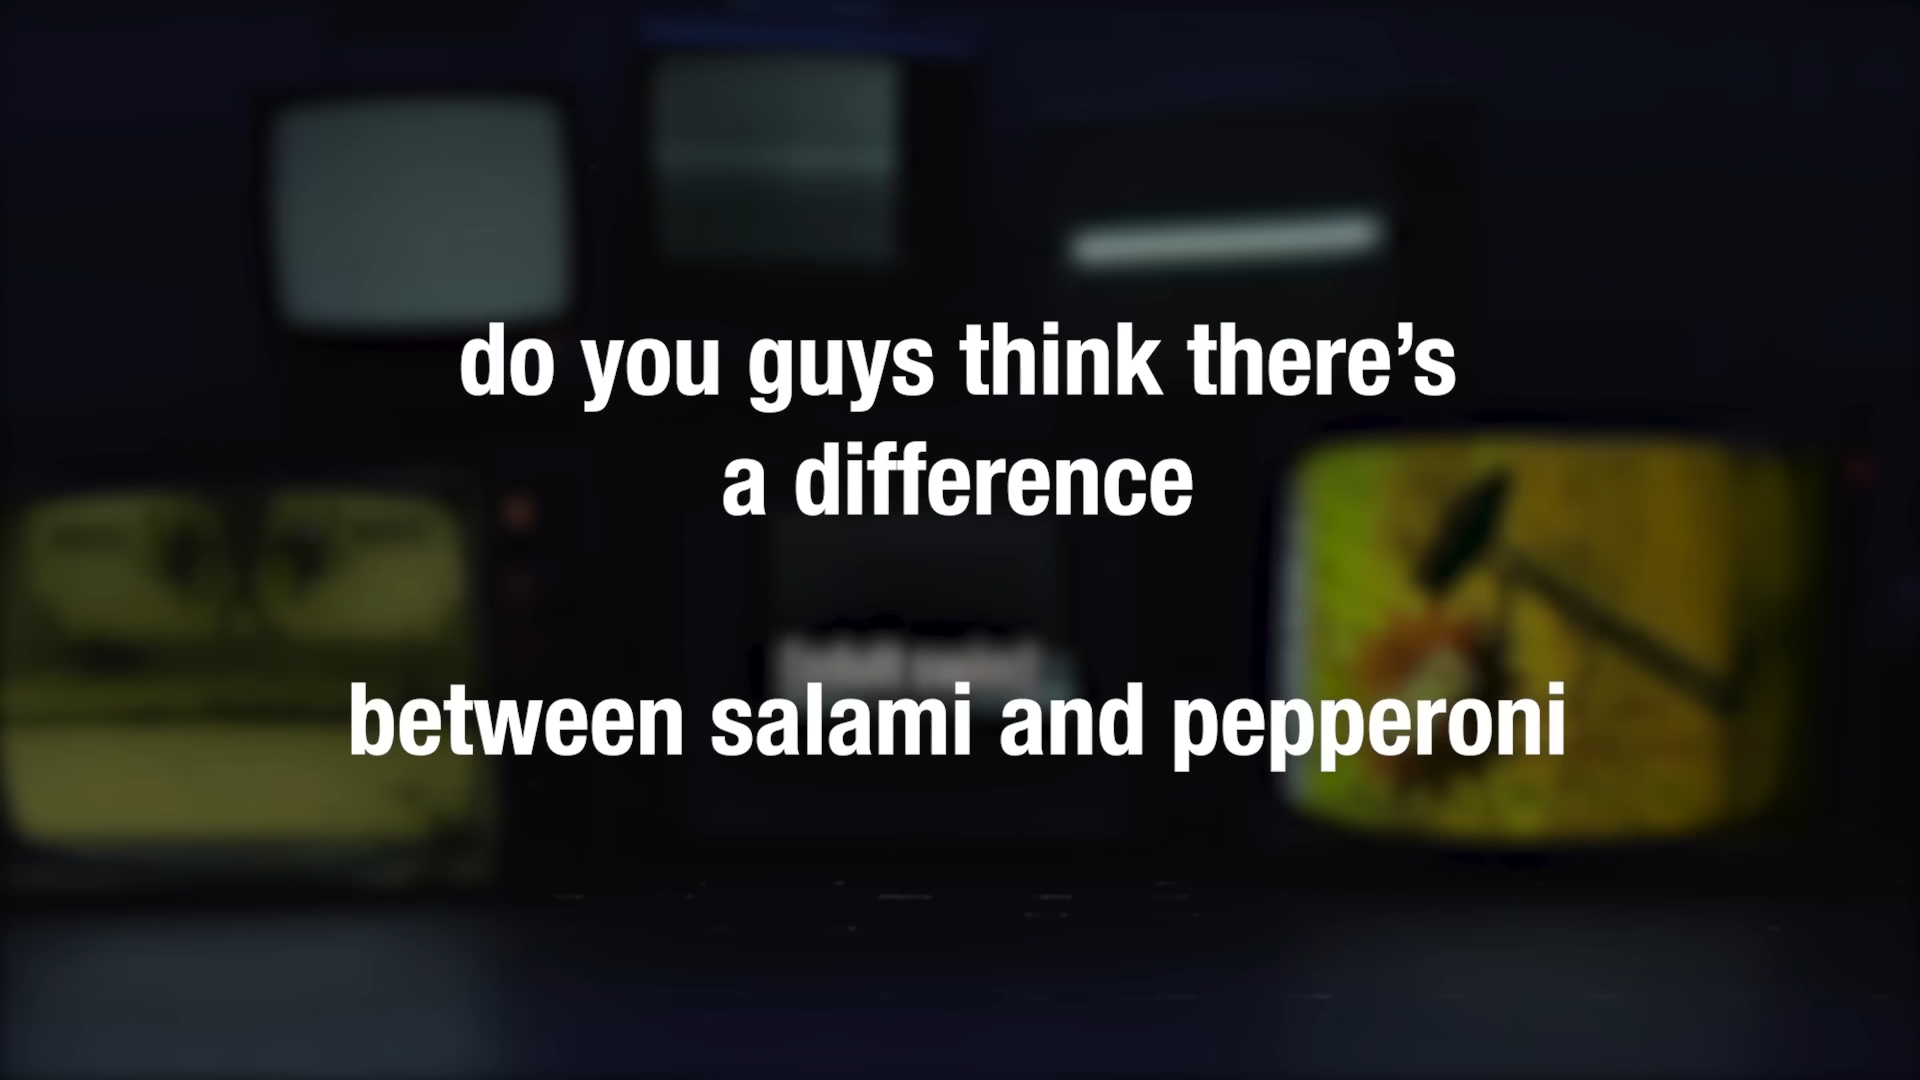 do you guys think there’s
a difference
between salami and pepperoni